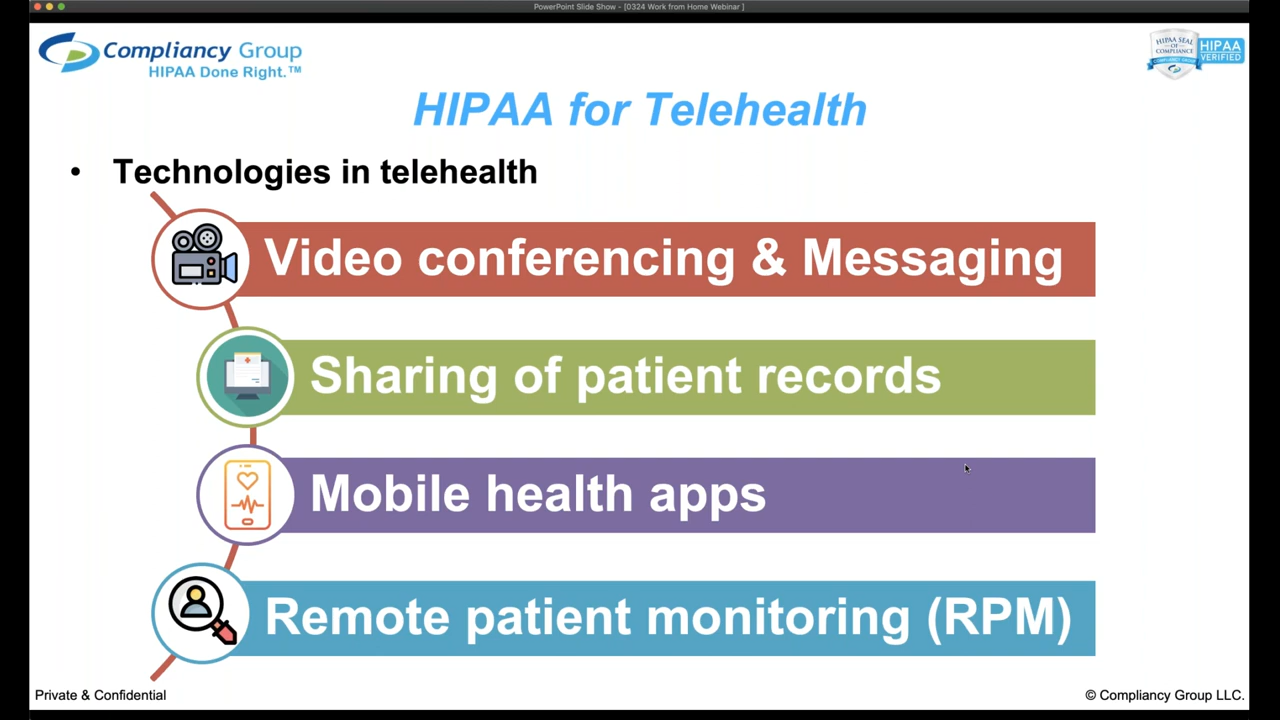 PowerPoint Slide Show - [0324 Work from Home Webinar ]
Compliancy Group
HIPAA Done Right.™
HIPAA SEAL
OF
COMPLIANCE
COMPLIANCY GROUP
HIPAA
VERIFIED
HIPAA for Telehealth
• Technologies in telehealth
Video conferencing & Messaging
Sharing of patient records
Mobile health apps
Remote patient monitoring (RPM)
Private & Confidential
© Compliancy Group LLC.